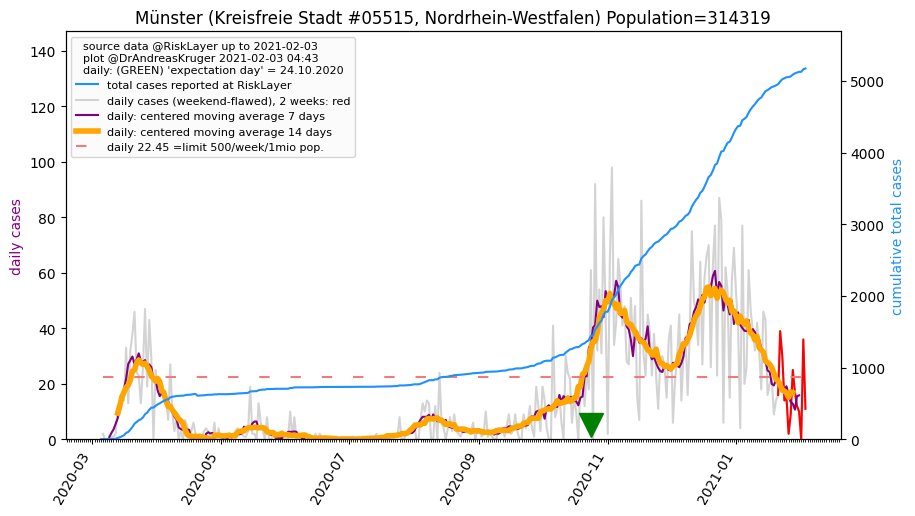 Münster (Kreisfreie Stadt #05515, Nordrhein-Westfalen) Population=314319
source data @RiskLayer up to 2021-02-03
plot @DrAndreasKruger 2021-02-03 04:43
daily: (GREEN) 'expectation day' = 24.10.2020
total cases reported at RiskLayer
daily cases (weekend-flawed), 2 weeks: red
daily: centered moving average 7 days
daily: centered moving average 14 days
daily 22.45 =limit 500/week/1mio pop.
daily cases
140
120
100
80
60
40
20
0
5000
4000
3000
2000
1000
0
cumulative total cases
2020-03
2020-05
2020-07
2020-09
2020-11
2021-01